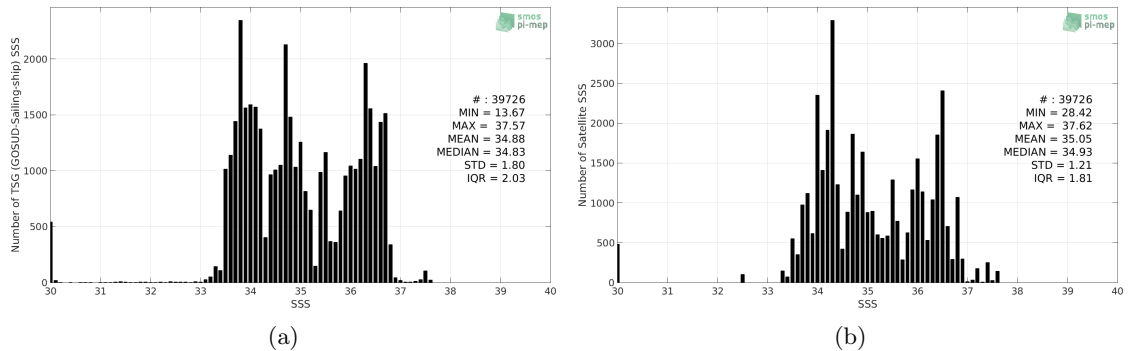 smos
pi-mep
Number of TSG (GOSUD-Sailing-ship) SSS
2000
1500
1000
500
0
# : 39726
MIN = 13.67
MAX = 37.57
MEAN = 34.88
MEDIAN = 34.83
STD = 1.80
IQR = 2.03
30 31 32 33 34 35 36 37 38 39 40
SSS
(a)
smos
pi-mep
Number of Satellite SSS
3000
2500
2000
1500
1000
500
0
# : 39726
MIN = 28.42
MAX = 37.62
MEAN = 35.05
MEDIAN = 34.93
STD = 1.21
IQR = 1.81
30 31 32 33 34 35 36 37 38 39 40
SSS
(b)